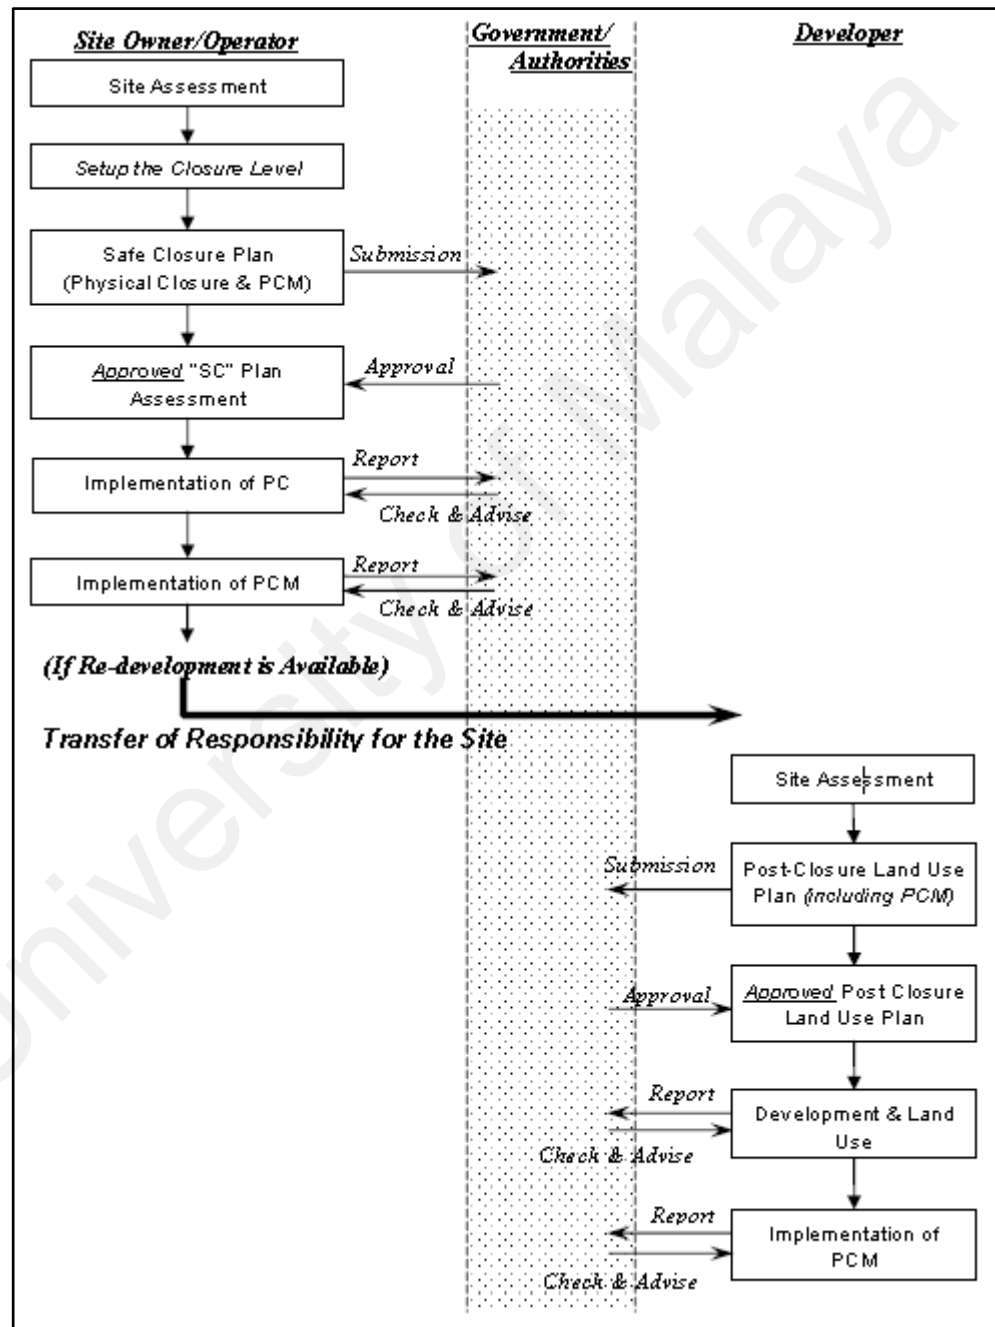 Site Owner/Operator
Government/
Authorities
Developer
Site Assessment
Setup the Closure Level
Safe Closure Plan
(Physical Closure & PCM)
Submission
Approved "SC" Plan
Assessment
Approval
Implementation of PC
Report
Check & Advise
Implementation of PCM
Report
Check & Advise
(If Re-development is Available)
Transfer of Responsibility for the Site
Site Assessment
Submission
Post-Closure Land Use
Plan (including PCM)
Approval
Approved Post Closure
Land Use Plan
Report
Development & Land
Use
Check & Advise
Report
Implementation of
PCM
Check & Advise
University of Malaya